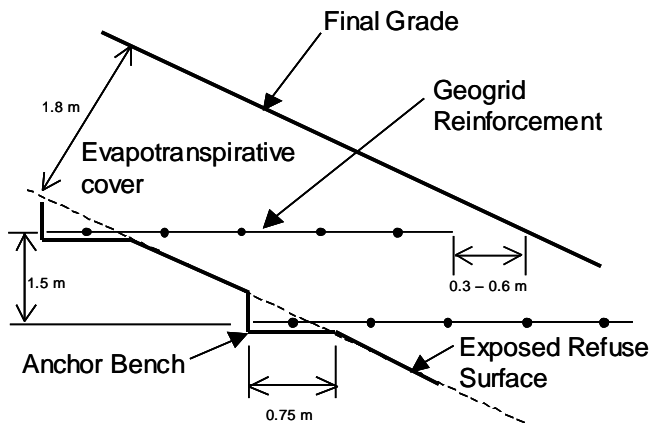 Final Grade
1.8 m
Geogrid
Reinforcement
Evapotranspirative
cover
1.5 m
0.3 – 0.6 m
Anchor Bench
Exposed Refuse
Surface
0.75 m